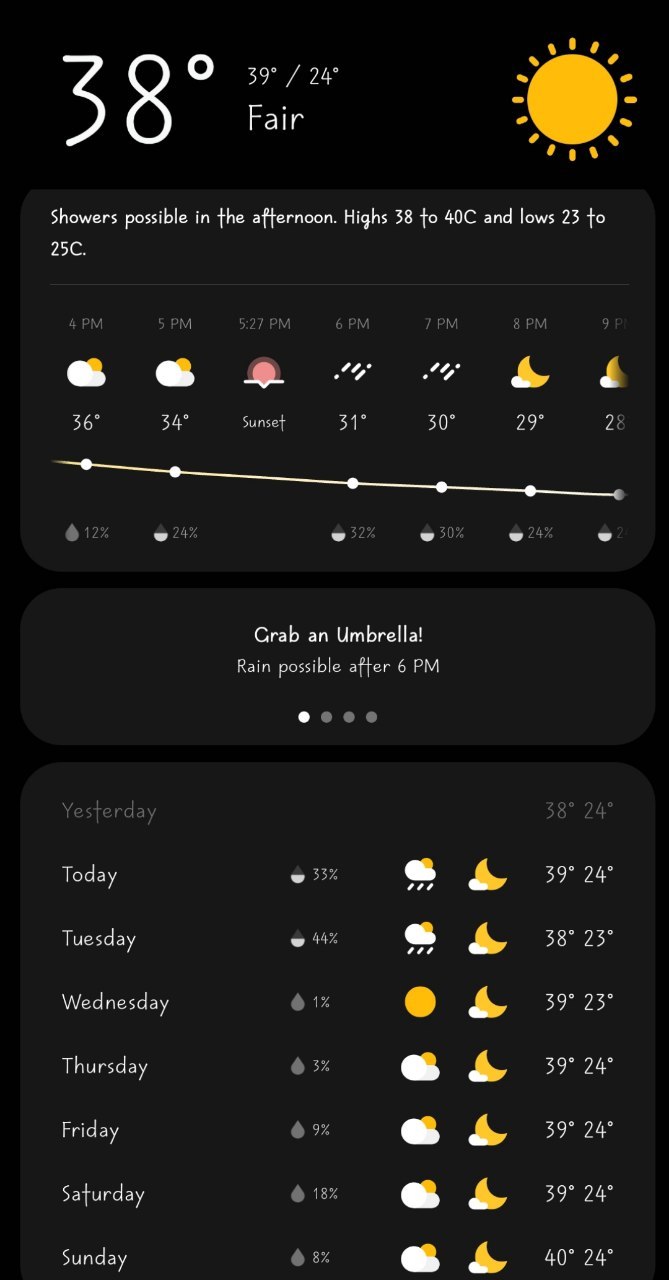 38° 39° / 24°
Fair
Showers possible in the afternoon. Highs 38 to 40C and lows 23 to
25C.
4 PM 5 PM 5:27 PM 6 PM 7 PM 8 PM 9 P
36° 34° Sunset 31° 30° 29° 28
12% 24% 32% 30% 24% 2
Grab an Umbrella!
Rain possible after 6 PM
Yesterday 38° 24°
Today 33% 39° 24°
Tuesday 44% 38° 23°
Wednesday 1% 39° 23°
Thursday 3% 39° 24°
Friday 9% 39° 24°
Saturday 18% 39° 24°
Sunday 8% 40° 24°